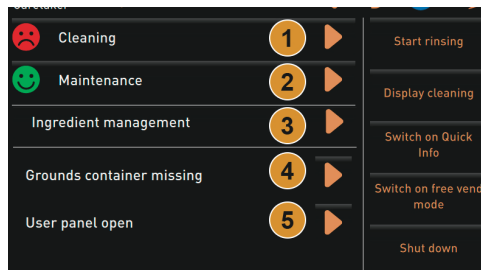 Caretaker
Cleaning
1
Start rinsing
Maintenance
2
Display cleaning
Ingredient management
3
Switch on Quick
Info
Grounds container missing
4
Switch on free vend
mode
User panel open
5
Shut down